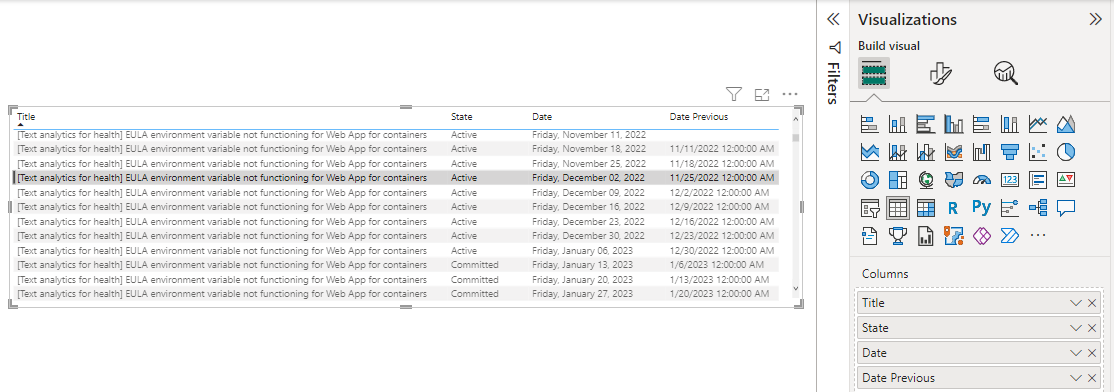 Title State Date Date Previous
[Text analytics for health] EULA environment variable not functioning for Web App for containers Active Friday, November 11, 2022
[Text analytics for health] EULA environment variable not functioning for Web App for containers Active Friday, November 18, 2022 11/11/2022 12:00:00 AM
[Text analytics for health] EULA environment variable not functioning for Web App for containers Active Friday, November 25, 2022 11/18/2022 12:00:00 AM
[Text analytics for health] EULA environment variable not functioning for Web App for containers Active Friday, December 02, 2022 11/25/2022 12:00:00 AM
[Text analytics for health] EULA environment variable not functioning for Web App for containers Active Friday, December 09, 2022 12/2/2022 12:00:00 AM
[Text analytics for health] EULA environment variable not functioning for Web App for containers Active Friday, December 16, 2022 12/9/2022 12:00:00 AM
[Text analytics for health] EULA environment variable not functioning for Web App for containers Active Friday, December 23, 2022 12/16/2022 12:00:00 AM
[Text analytics for health] EULA environment variable not functioning for Web App for containers Active Friday, December 30, 2022 12/23/2022 12:00:00 AM
[Text analytics for health] EULA environment variable not functioning for Web App for containers Active Friday, January 06, 2023 12/30/2022 12:00:00 AM
[Text analytics for health] EULA environment variable not functioning for Web App for containers Committed Friday, January 13, 2023 1/6/2023 12:00:00 AM
[Text analytics for health] EULA environment variable not functioning for Web App for containers Committed Friday, January 20, 2023 1/13/2023 12:00:00 AM
[Text analytics for health] EULA environment variable not functioning for Web App for containers Committed Friday, January 27, 2023 1/20/2023 12:00:00 AM
Filters
Visualizations
Build visual
123
R Py
Columns
Title
State
Date
Date Previous